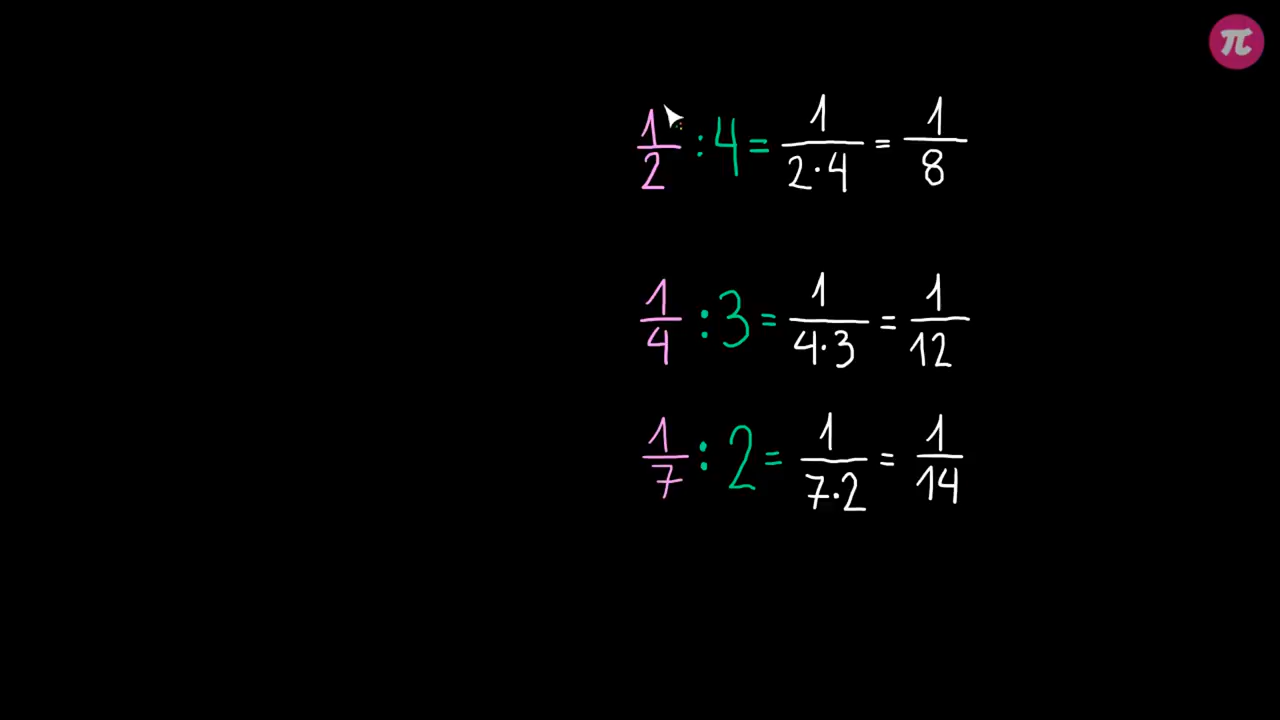 π
1/2 : 4 = 1/(2·4) = 1/8
1/4 : 3 = 1/(4·3) = 1/12
1/7 : 2 = 1/(7·2) = 1/14